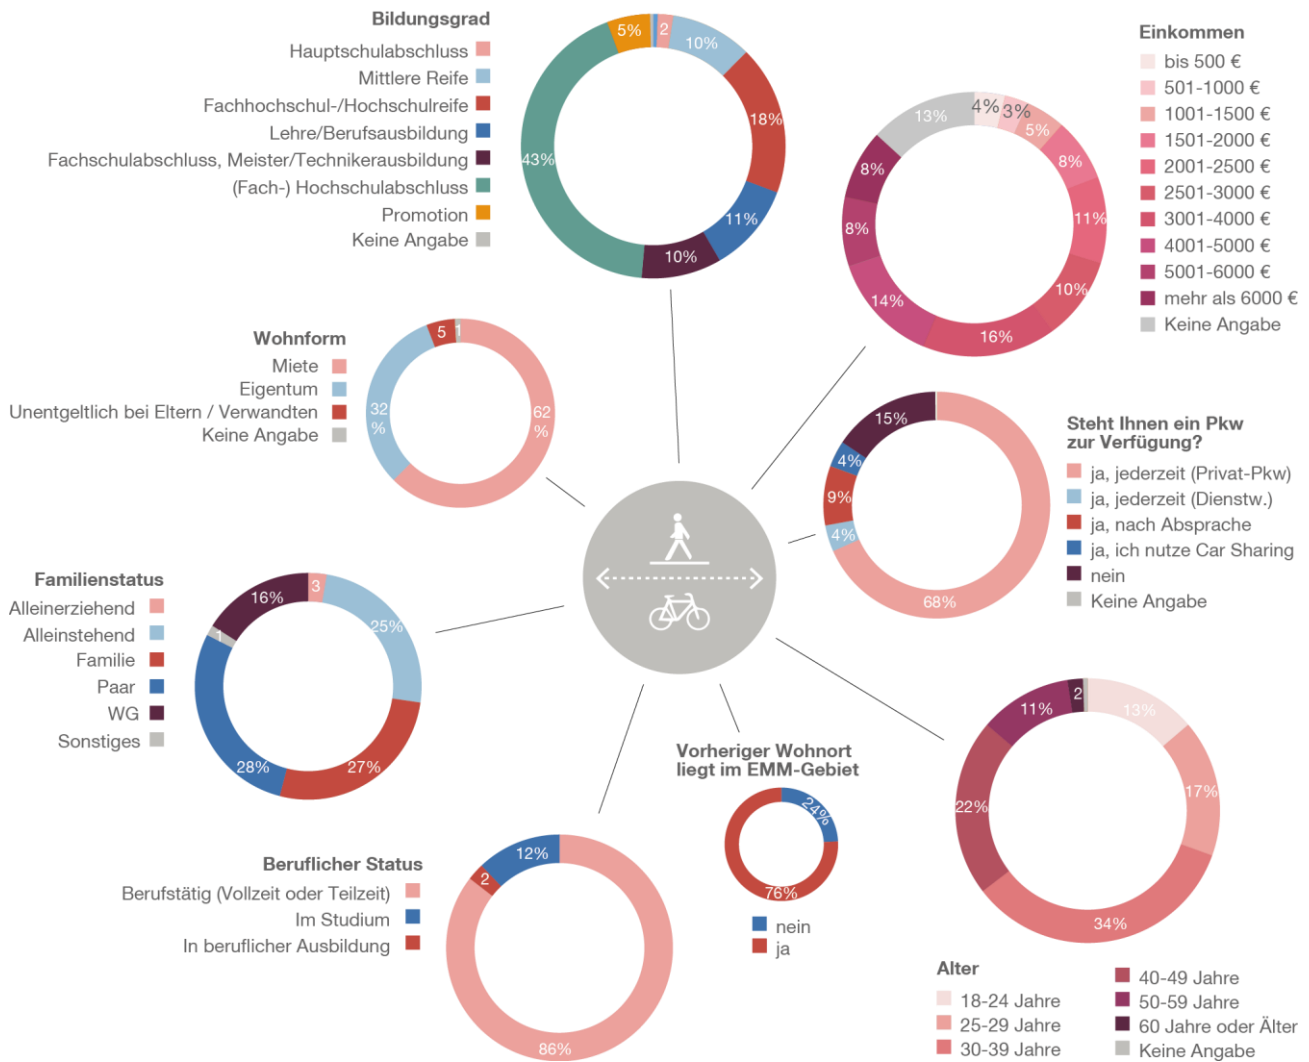 Bildungsgrad
Hauptschulabschluss
Mittlere Reife
Fachhochschul-/Hochschulreife
Lehre/Berufsausbildung
Fachschulabschluss, Meister/Technikerausbildung
(Fach-) Hochschulabschluss
Promotion
Keine Angabe
5%
2
10%
18%
11%
10%
43%
Einkommen
bis 500 €
501-1000 €
1001-1500 €
1501-2000 €
2001-2500 €
2501-3000 €
3001-4000 €
4001-5000 €
5001-6000 €
mehr als 6000 €
Keine Angabe
13%
4%
3%
5%
8%
11%
10%
16%
14%
8%
8%
Wohnform
Miete
Eigentum
Unentgeltlich bei Eltern / Verwandten
Keine Angabe
5
1
32
%
62
%
Steht Ihnen ein Pkw
zur Verfügung?
ja, jederzeit (Privat-Pkw)
ja, jederzeit (Dienstw.)
ja, nach Absprache
ja, ich nutze Car Sharing
nein
Keine Angabe
15%
4%
9%
4%
68%
Familienstatus
Alleinerziehend
Alleinstehend
Familie
Paar
WG
Sonstiges
16%
3
25%
1
28%
27%
Vorheriger Wohnort
liegt im EMM-Gebiet
24%
76%
nein
ja
Beruflicher Status
Berufstätig (Vollzeit oder Teilzeit)
Im Studium
In beruflicher Ausbildung
12%
2
86%
11%
2
13%
17%
22%
34%
Alter
18-24 Jahre
25-29 Jahre
30-39 Jahre
40-49 Jahre
50-59 Jahre
60 Jahre oder Älter
Keine Angabe